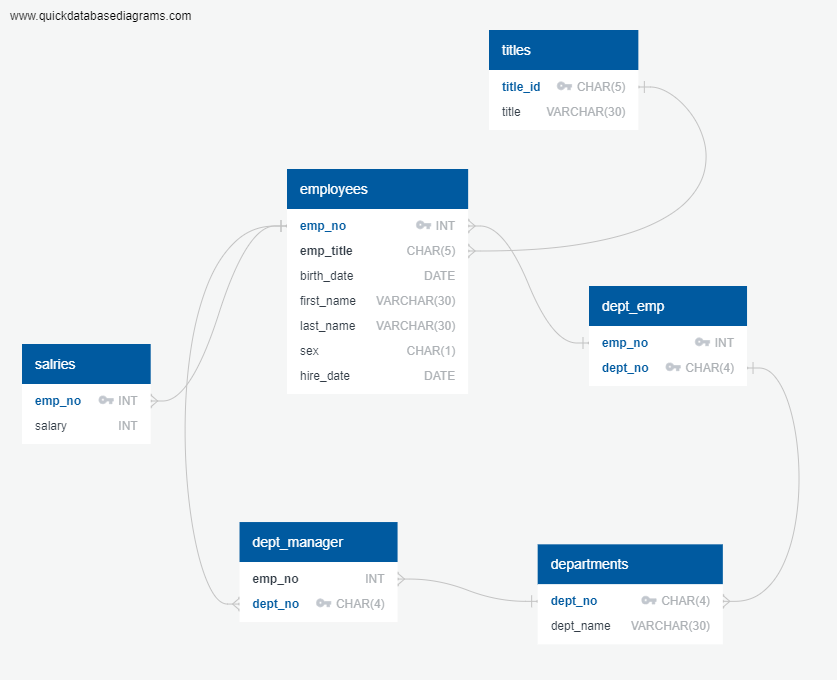 www.quickdatabasediagrams.com
titles
title_id CHAR(5)
title VARCHAR(30)
employees
emp_no INT
emp_title CHAR(5)
birth_date DATE
first_name VARCHAR(30)
last_name VARCHAR(30)
sex CHAR(1)
hire_date DATE
dept_emp
emp_no INT
dept_no CHAR(4)
salries
emp_no INT
salary INT
dept_manager
emp_no INT
dept_no CHAR(4)
departments
dept_no CHAR(4)
dept_name VARCHAR(30)